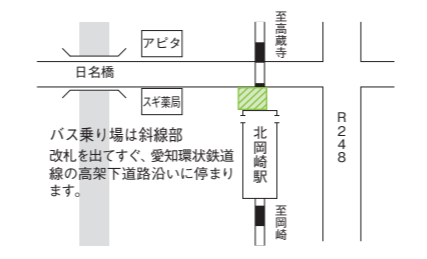 至高蔵寺
アピタ
日名橋
スギ薬局
R248
バス乗り場は斜線部
改札を出てすぐ、愛知環状鉄道
線の高架下道路沿いに停まり
ます。
北岡崎駅
至岡崎